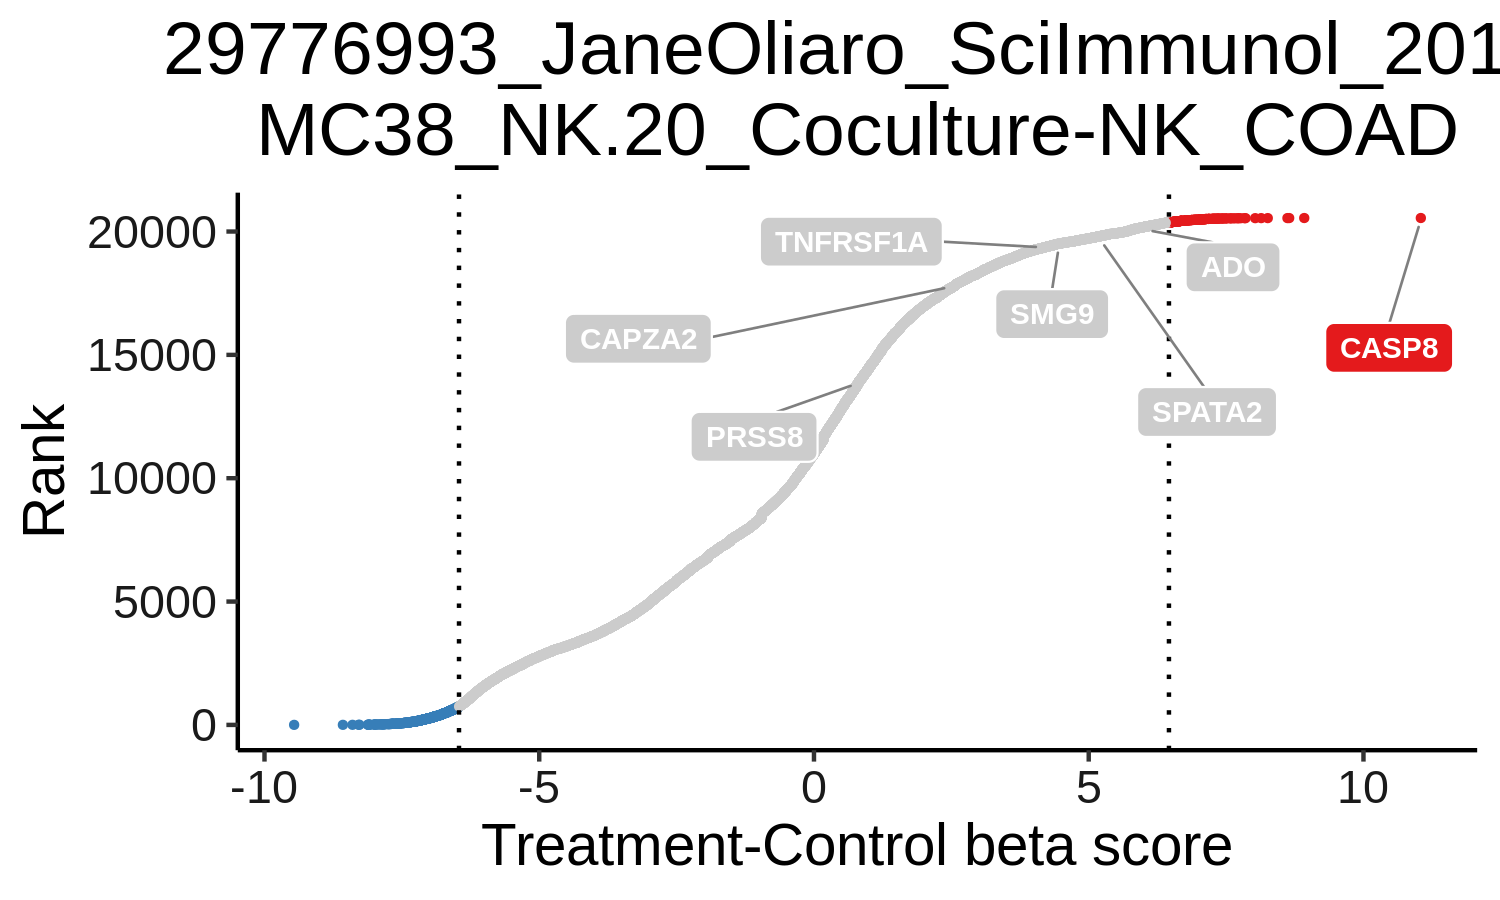 29776993_JaneOliaro_SciImmunol_201
MC38_NK.20_Coculture-NK_COAD
20000
15000
10000
5000
0
Rank
TNFRSF1A
ADO
SMG9
CAPZA2
CASP8
SPATA2
PRSS8
-10
-5
0
5
10
Treatment-Control beta score